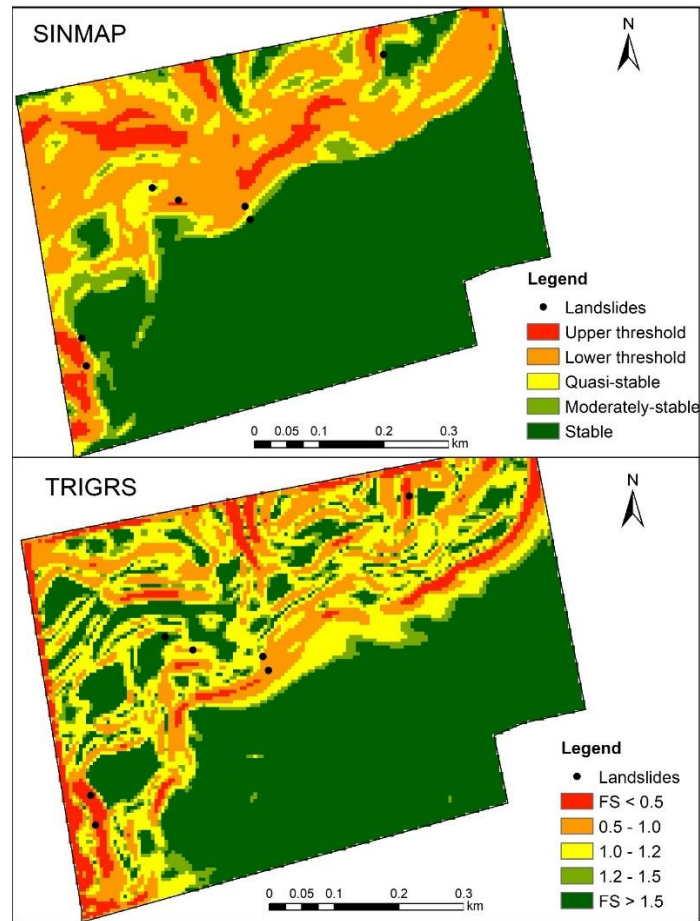 SINMAP
N
Legend
Landslides
Upper threshold
Lower threshold
Quasi-stable
Moderately-stable
Stable
0 0.05 0.1 0.2 0.3
km
TRIGRS
N
Legend
Landslides
FS < 0.5
0.5 - 1.0
1.0 - 1.2
1.2 - 1.5
FS > 1.5
0 0.05 0.1 0.2 0.3
km